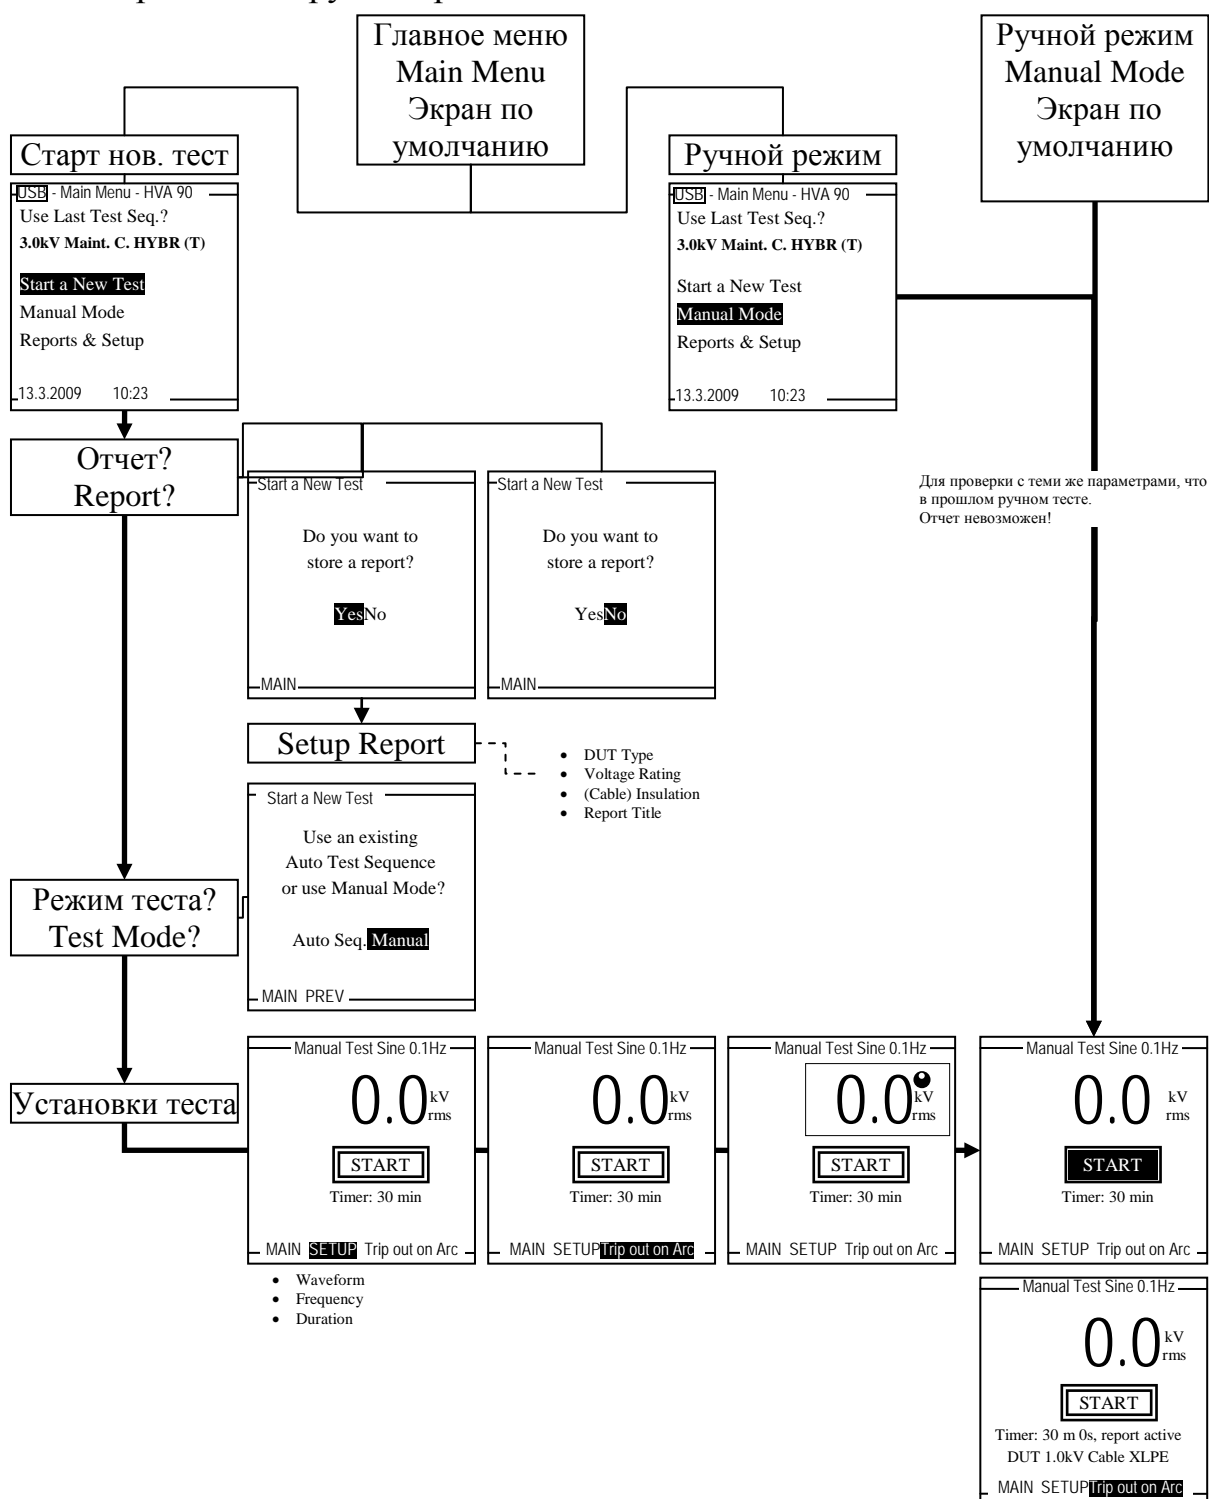 Главное меню
Main Menu
Экран по
умолчанию
Ручной режим
Manual Mode
Экран по
умолчанию
Старт нов. тест
USB - Main Menu - HVA 90
Use Last Test Seq.?
3.0kV Maint. C. HYBR (T)
Start a New Test
Manual Mode
Reports & Setup
13.3.2009 10:23
Ручной режим
USB - Main Menu - HVA 90
Use Last Test Seq.?
3.0kV Maint. C. HYBR (T)
Start a New Test
Manual Mode
Reports & Setup
13.3.2009 10:23
Отчет?
Report?
Start a New Test
Do you want to
store a report?
YesNo
MAIN
Start a New Test
Do you want to
store a report?
YesNo
MAIN
Для проверки с теми же параметрами, что
в прошлом ручном тесте.
Отчет невозможен!
Setup Report
• DUT Type
• Voltage Rating
• (Cable) Insulation
• Report Title
Start a New Test
Use an existing
Auto Test Sequence
or use Manual Mode?
Auto Seq. Manual
MAIN PREV
Режим теста?
Test Mode?
Установки теста
Manual Test Sine 0.1Hz
0.0 kV
rms
START
Timer: 30 min
MAIN SETUP Trip out on Arc
• Waveform
• Frequency
• Duration
Manual Test Sine 0.1Hz
0.0 kV
rms
START
Timer: 30 min
MAIN SETUP Trip out on Arc
Manual Test Sine 0.1Hz
0.0 kV
rms
START
Timer: 30 min
MAIN SETUP Trip out on Arc
Manual Test Sine 0.1Hz
0.0 kV
rms
START
Timer: 30 min
MAIN SETUP Trip out on Arc
Manual Test Sine 0.1Hz
0.0 kV
rms
START
Timer: 30 m 0s, report active
DUT 1.0kV Cable XLPE
MAIN SETUP Trip out on Arc